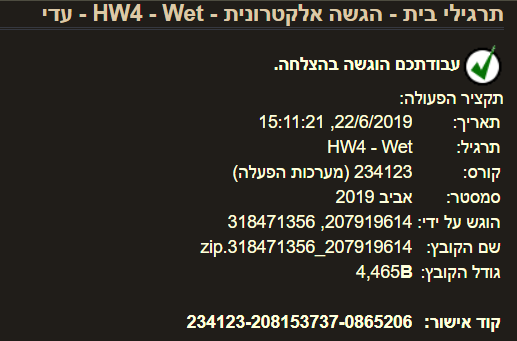 תרגילי בית - הגשה אלקטרונית - HW4 - Wet - עדי
עבודתכם הוגשה בהצלחה.
תקציר הפעולה:
תאריך: 22/6/2019, 15:11:21
תרגיל: HW4 - Wet
קורס: 234123 (מערכות הפעלה)
סמסטר: אביב 2019
הוגש על ידי: 207919614, 318471356
שם הקובץ: 207919614_318471356.zip
גודל הקובץ: 4,465B
קוד אישור: 234123-208153737-0865206